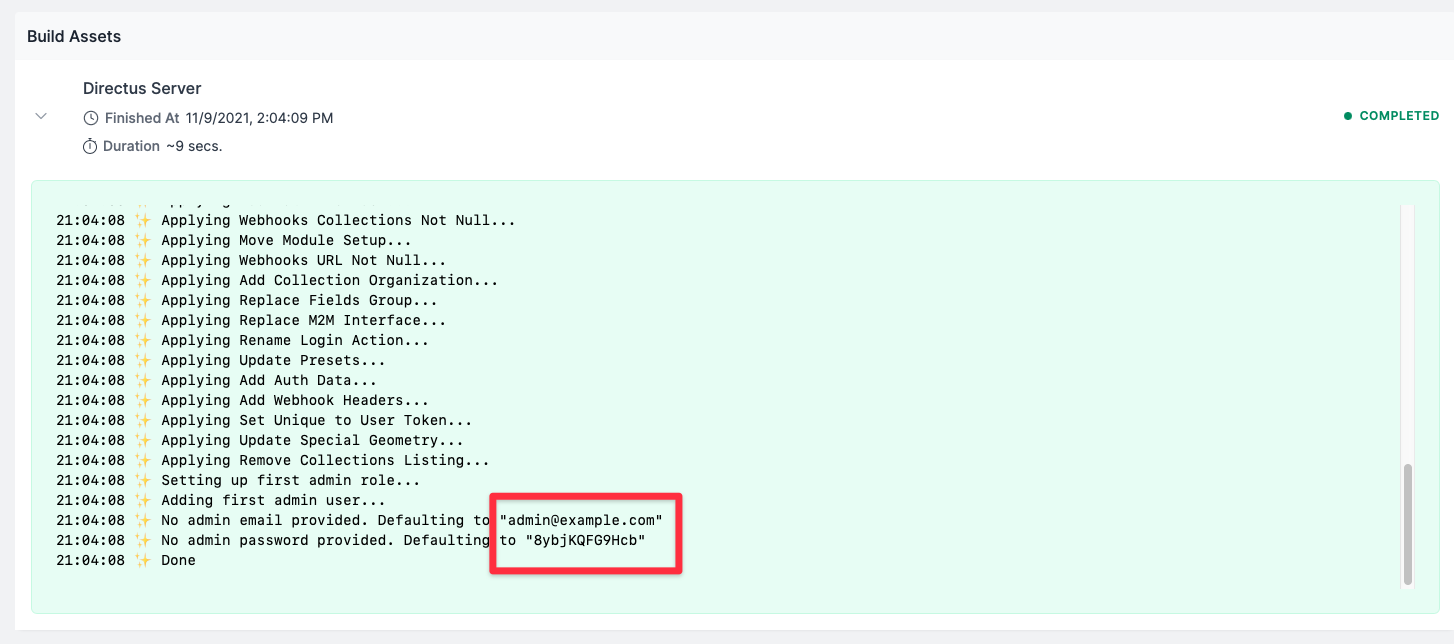 Build Assets
Directus Server
Finished At 11/9/2021, 2:04:09 PM
COMPLETED
Duration ~9 secs.
21:04:08 ✨ Applying Webhooks Collections Not Null...
21:04:08 ✨ Applying Move Module Setup...
21:04:08 ✨ Applying Webhooks URL Not Null...
21:04:08 ✨ Applying Add Collection Organization...
21:04:08 ✨ Applying Replace Fields Group...
21:04:08 ✨ Applying Replace M2M Interface...
21:04:08 ✨ Applying Rename Login Action...
21:04:08 ✨ Applying Update Presets...
21:04:08 ✨ Applying Add Auth Data...
21:04:08 ✨ Applying Add Webhook Headers...
21:04:08 ✨ Applying Set Unique to User Token...
21:04:08 ✨ Applying Update Special Geometry...
21:04:08 ✨ Applying Remove Collections Listing...
21:04:08 ✨ Setting up first admin role...
21:04:08 ✨ Adding first admin user...
21:04:08 ✨ No admin email provided. Defaulting to "admin@example.com"
21:04:08 ✨ No admin password provided. Defaulting to "8ybjKQFG9Hcb"
21:04:08 ✨ Done